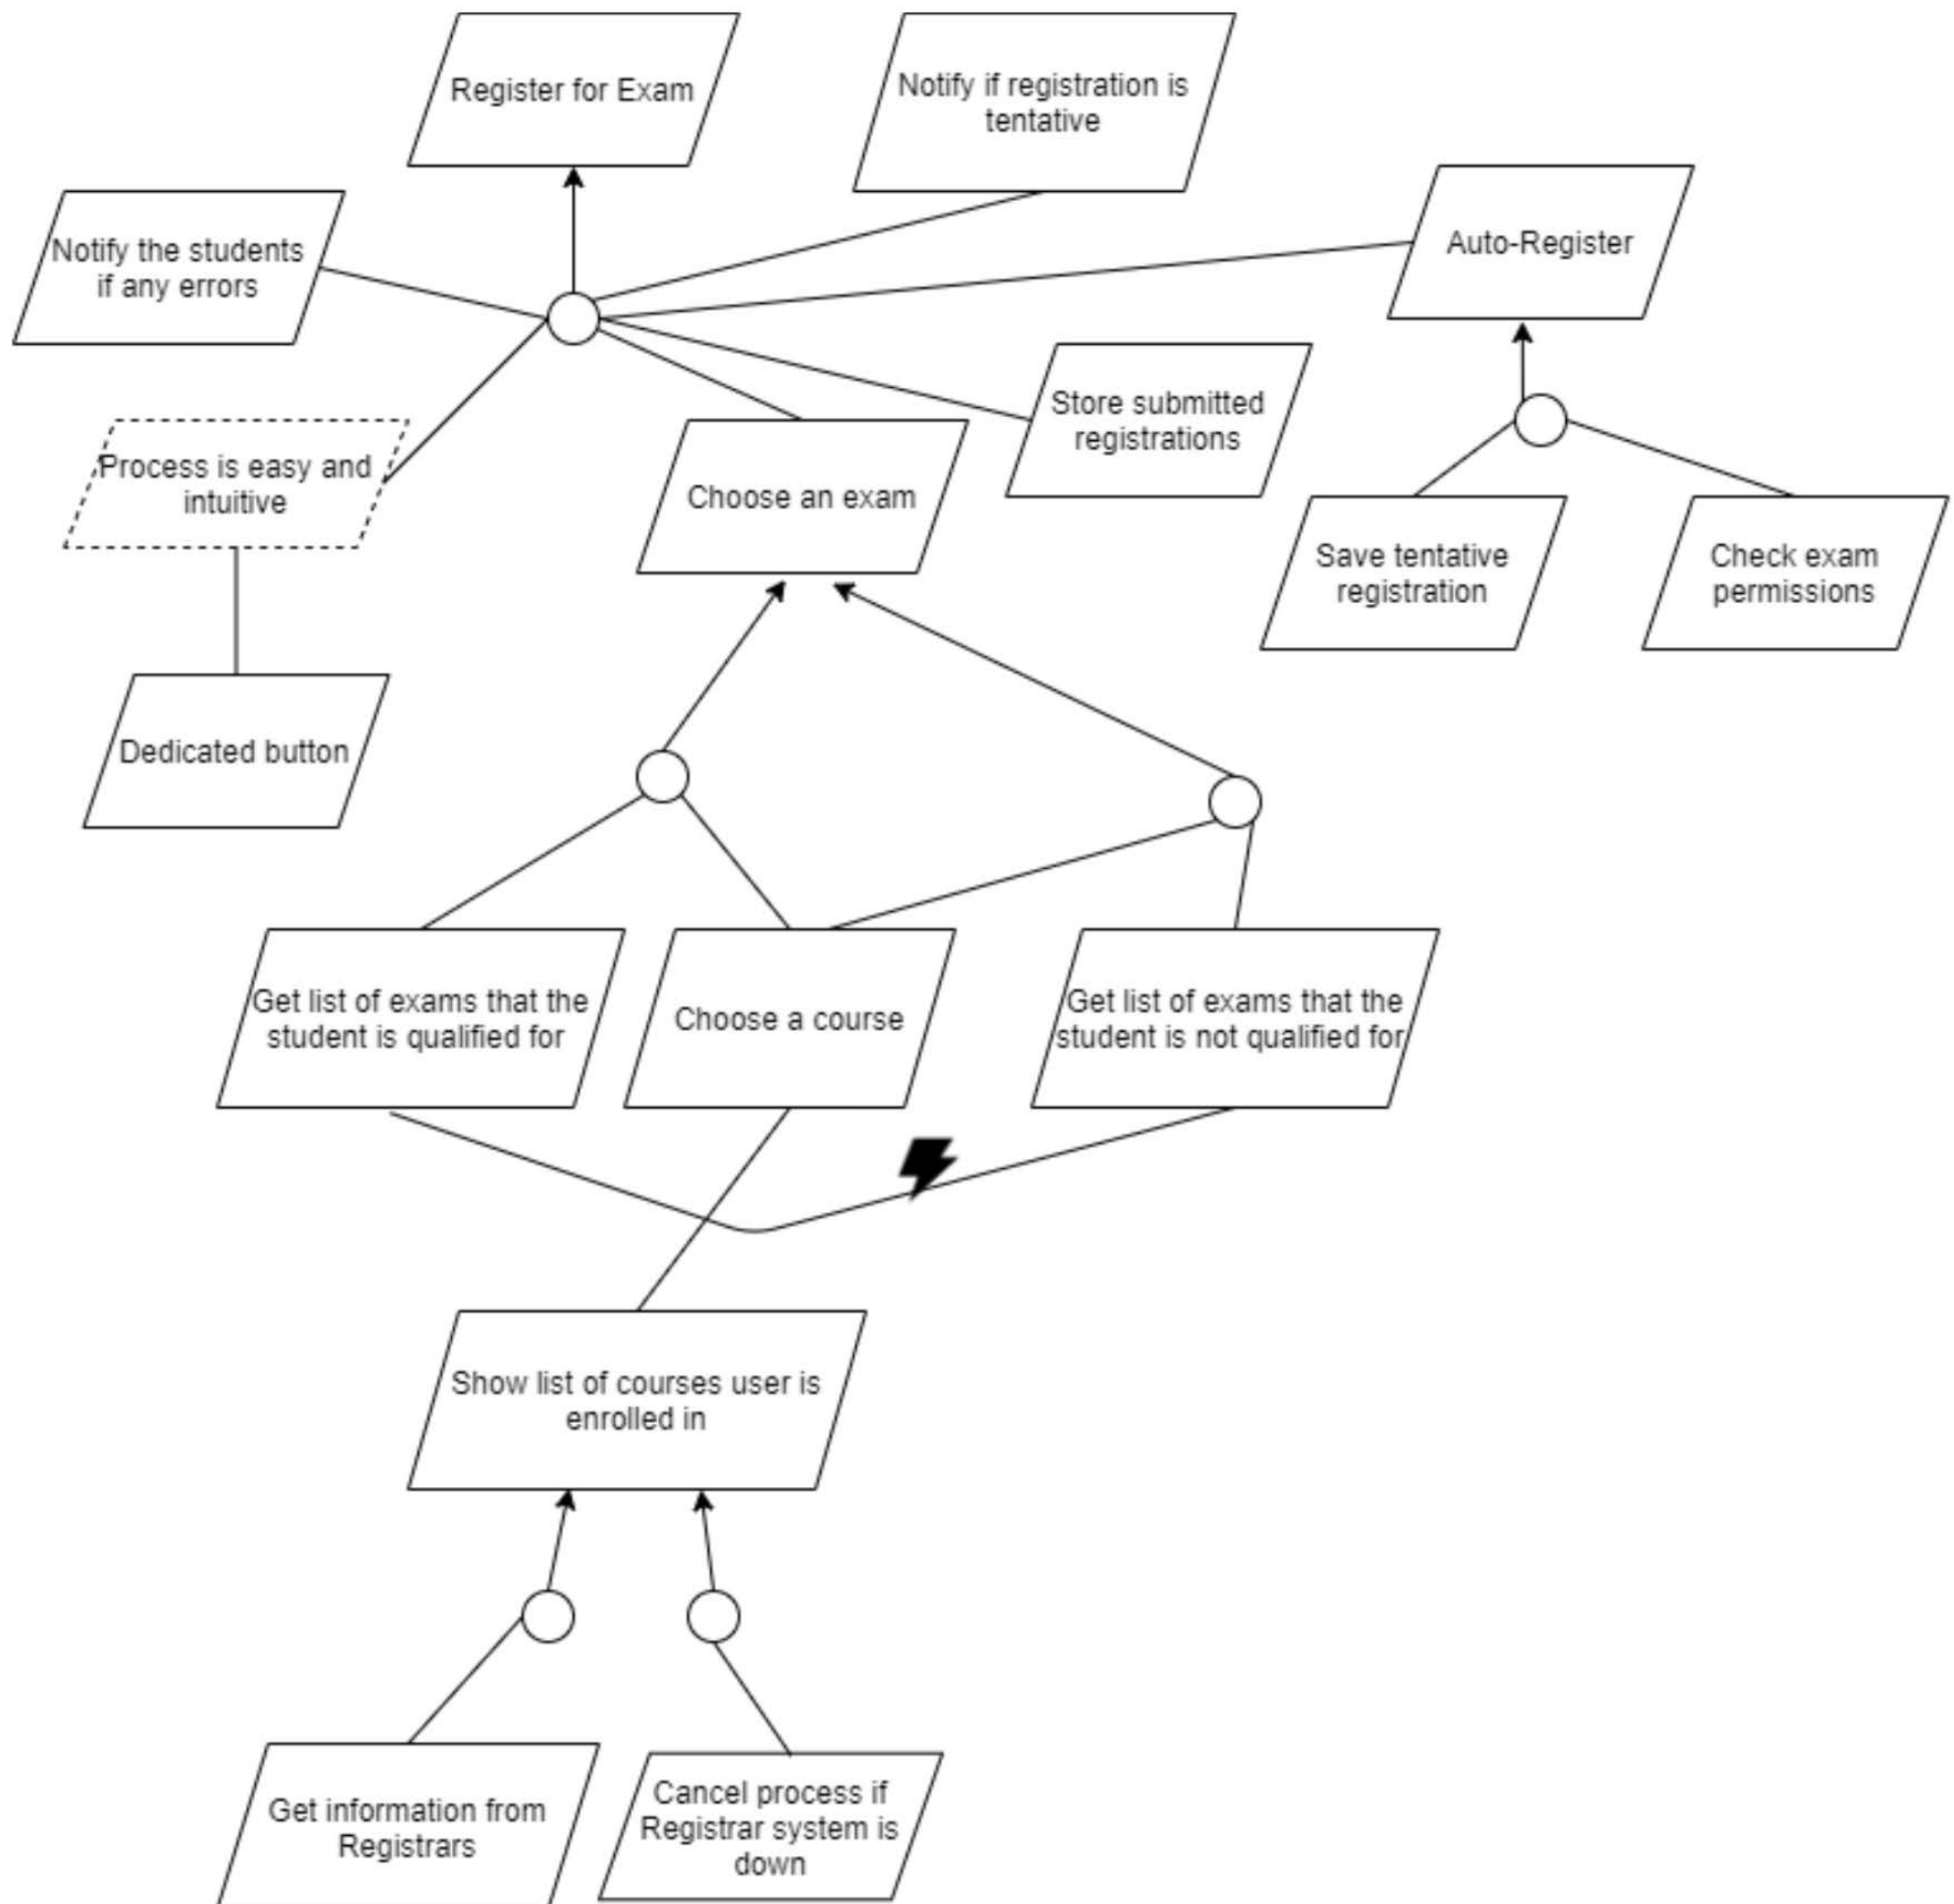 Register for Exam
Notify if registration is
tentative
Notify the students
if any errors
Auto-Register
Process is easy and
intuitive
Store submitted
registrations
Choose an exam
Save tentative
registration
Check exam
permissions
Dedicated button
Get list of exams that the
student is qualified for
Choose a course
Get list of exams that the
student is not qualified for
Show list of courses user is
enrolled in
Get information from
Registrars
Cancel process if
Registrar system is
down